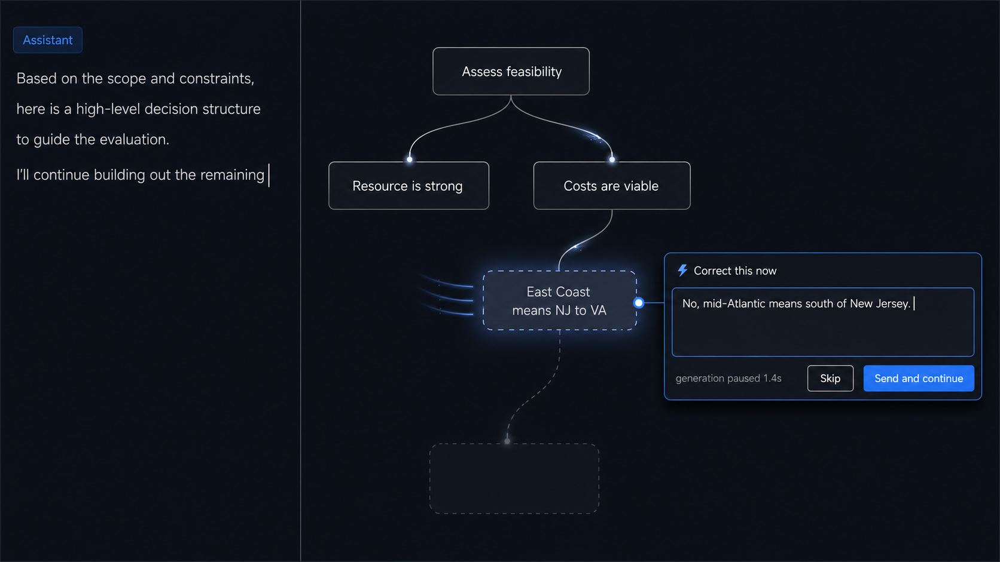 Assistant
Based on the scope and constraints,
here is a high-level decision structure
to guide the evaluation.
I'll continue building out the remaining
Assess feasibility
Resource is strong
Costs are viable
East Coast
means NJ to VA
Correct this now
No, mid-Atlantic means south of New Jersey.
generation paused 1.4s
Skip
Send and continue